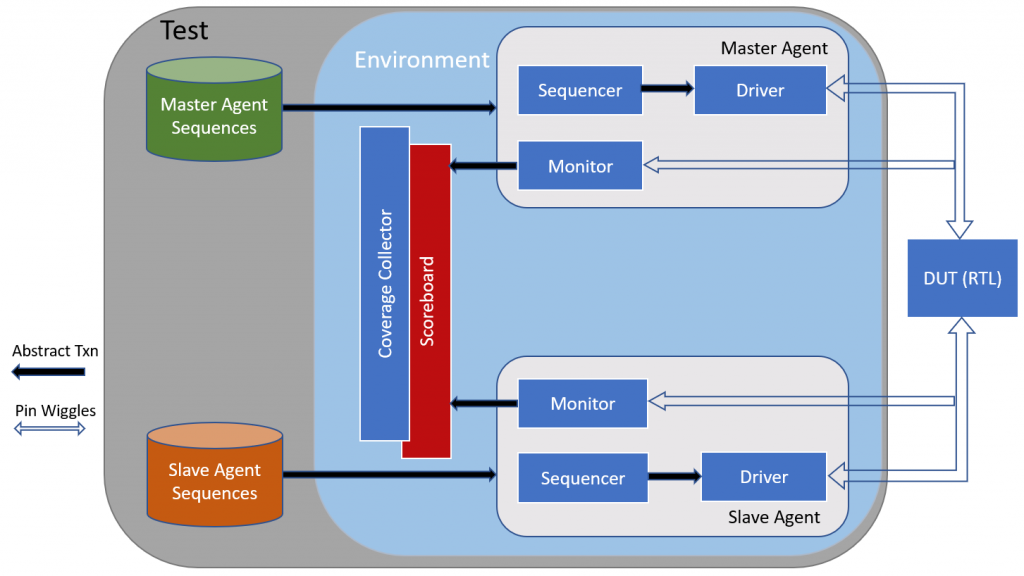 Test
Environment
Master Agent
Sequencer
Driver
Master Agent
Sequences
Monitor
Coverage Collector
Scoreboard
DUT (RTL)
Abstract Txn
Pin Wiggles
Monitor
Slave Agent
Sequences
Sequencer
Driver
Slave Agent